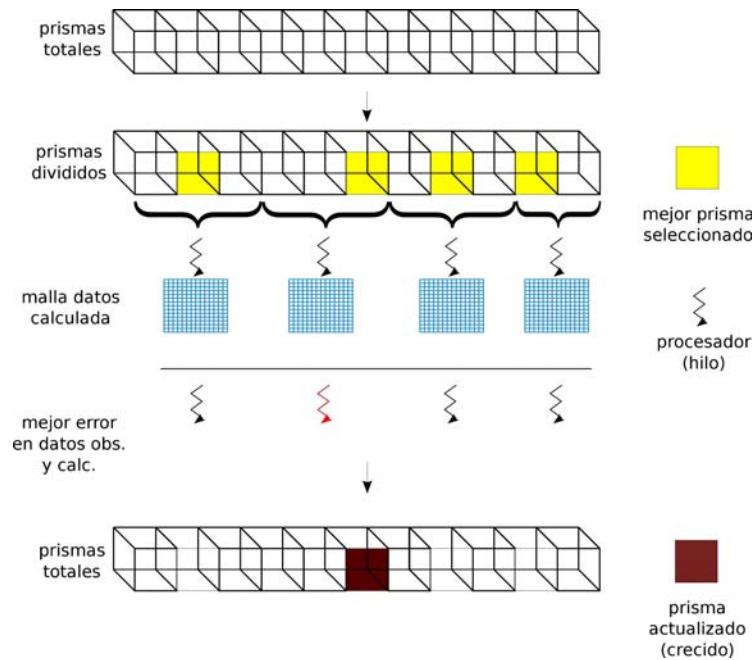 prismas
totales
prismas
divididos
mejor prisma
seleccionado
malla datos
calculada
procesador
(hilo)
mejor error
en datos obs.
y calc.
prismas
totales
prisma
actualizado
(crecido)